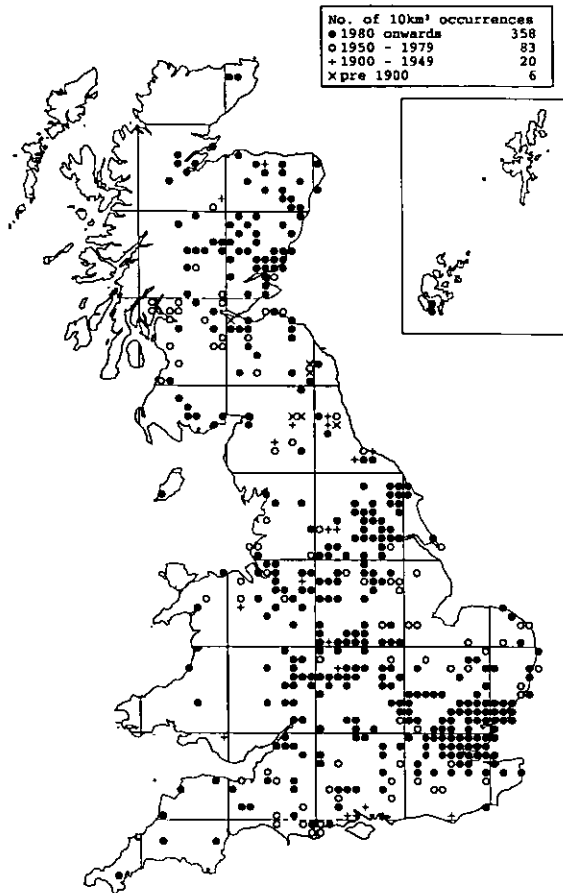 No. of 10km² occurrences
● 1980 onwards 358
○ 1950 - 1979 83
+ 1900 - 1949 20
× pre 1900 6